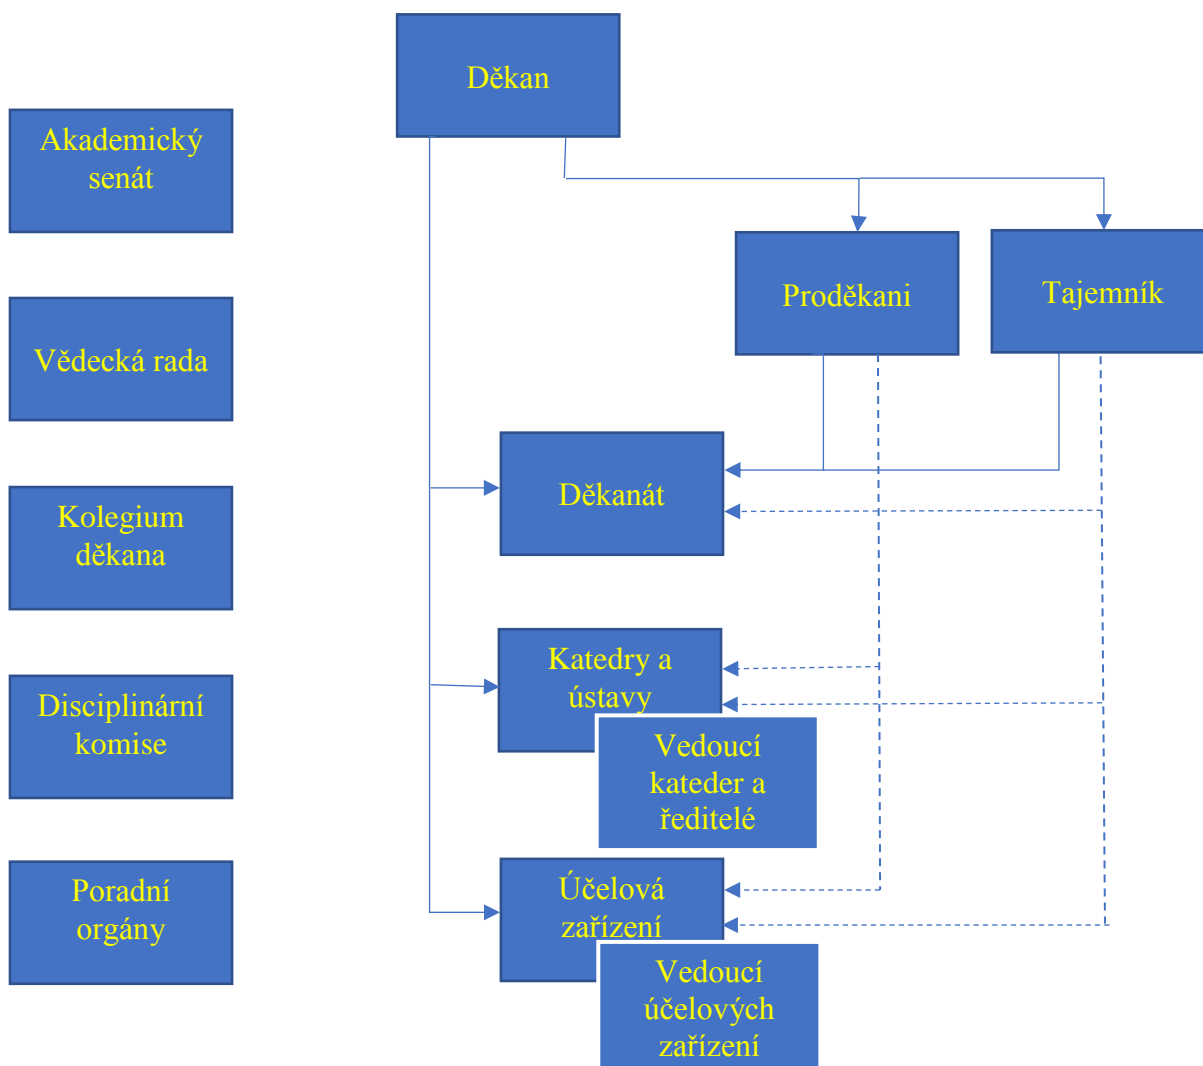 Děkan
Akademický
senát
Proděkani
Tajemník
Vědecká rada
Děkanát
Kolegium
děkana
Katedry a
ústavy
Disciplinární
komise
Vedoucí
kateder a
ředitelé
Účelová
zařízení
Poradní
orgány
Vedoucí
účelových
zařízení